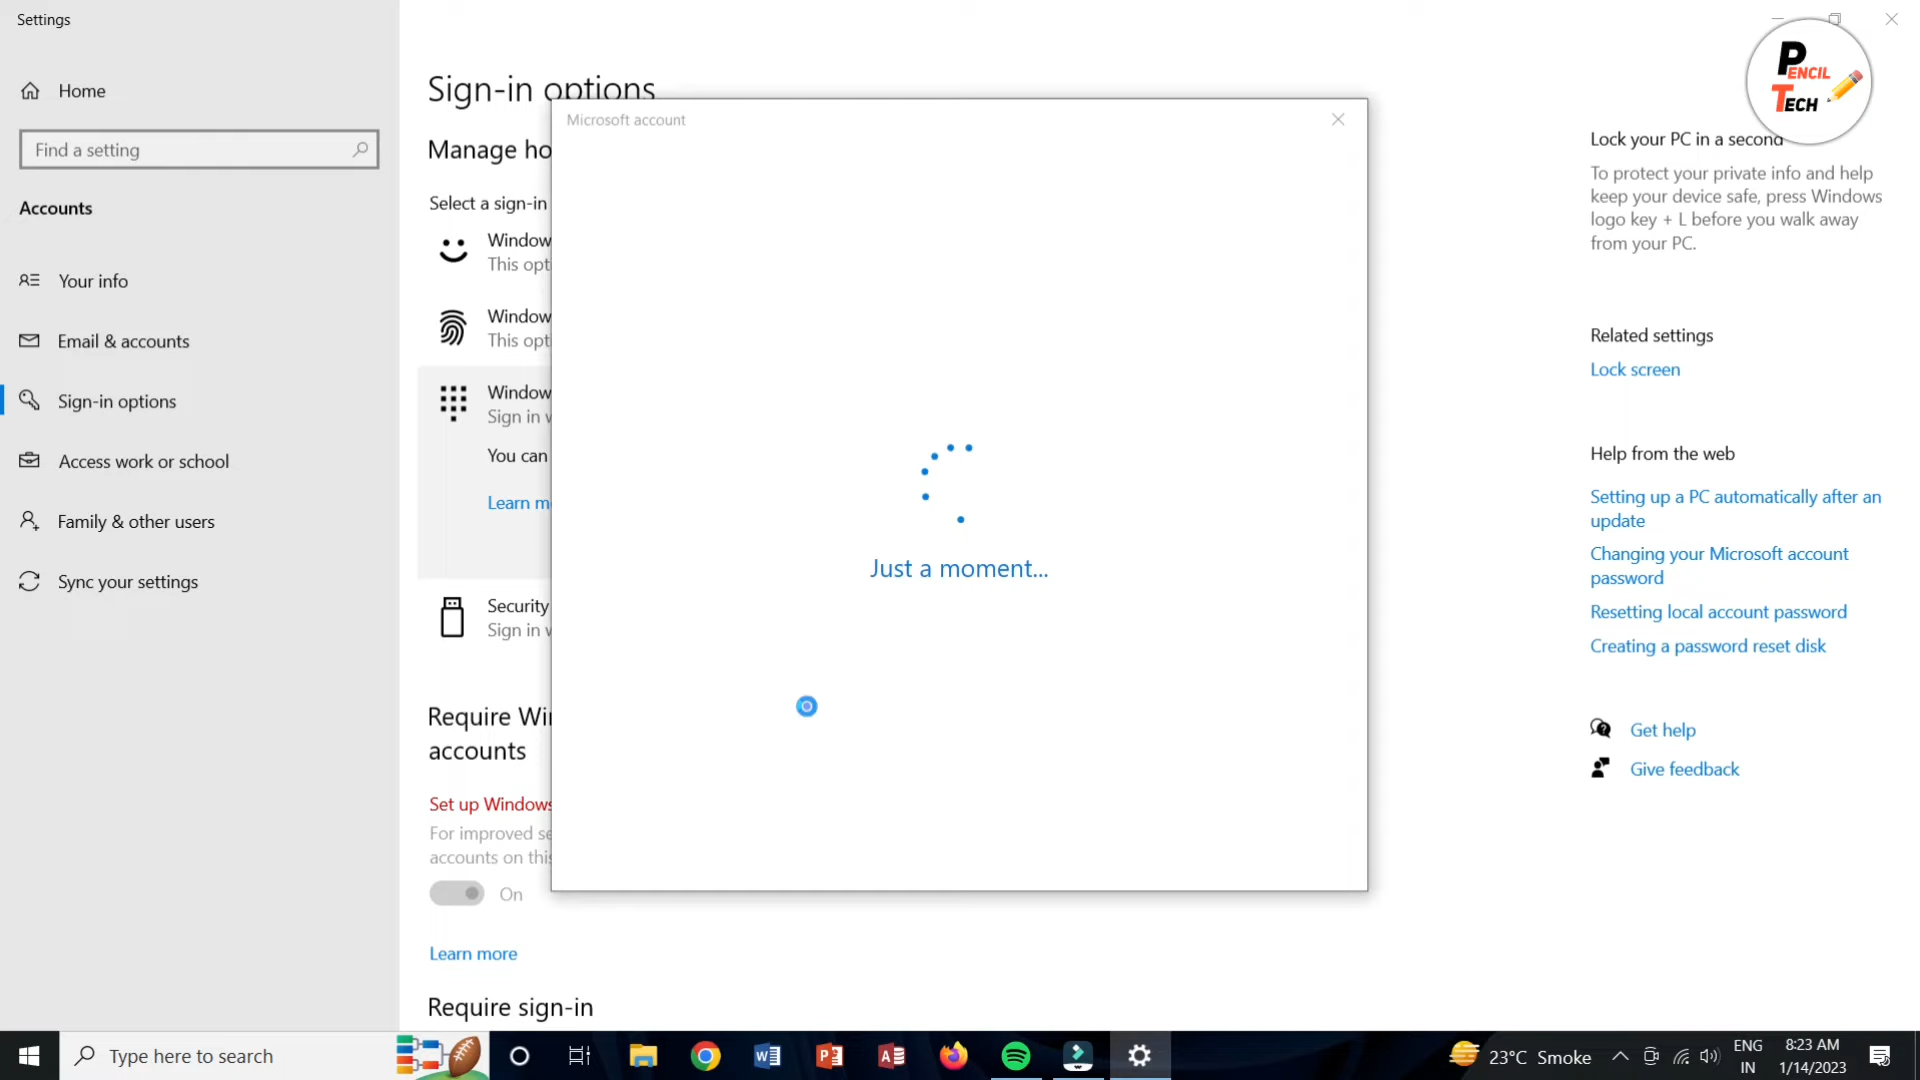 Settings
Home
Find a setting
Accounts
Your info
Email & accounts
Sign-in options
Access work or school
Family & other users
Sync your settings
Sign-in options
Manage ho
Select a sign-in
Window
This opt
Window
This opt
Window
Sign in w
You can
Learn m
Security
Sign in w
Require Wi
accounts
Set up Windows
For improved se
accounts on this
On
Learn more
Require sign-in
Microsoft account
Just a moment...
PENCIL
TECH
Lock your PC in a second
To protect your private info and help
keep your device safe, press Windows
logo key + L before you walk away
from your PC.
Related settings
Lock screen
Help from the web
Setting up a PC automatically after an
update
Changing your Microsoft account
password
Resetting local account password
Creating a password reset disk
Get help
Give feedback
Type here to search
23°C Smoke
ENG
IN
8:23 AM
1/14/2023